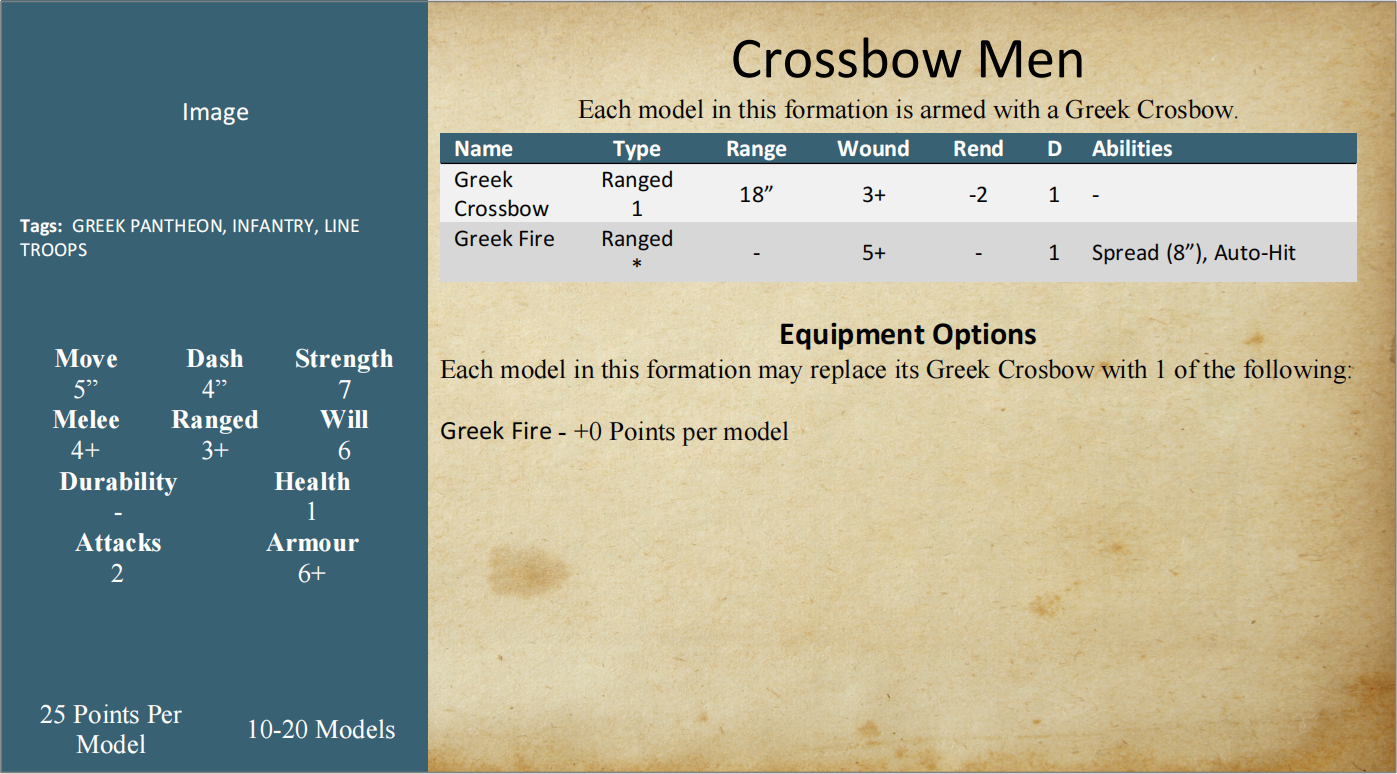 Image
Tags: GREEK PANTHEON, INFANTRY, LINE
TROOPS
Move Dash Strength
5” 4” 7
Melee Ranged Will
4+ 3+ 6
Durability Health
- 1
Attacks Armour
2 6+
25 Points Per
Model
10-20 Models
Crossbow Men
Each model in this formation is armed with a Greek Crosbow.
Name Type Range Wound Rend D Abilities
Greek
Crossbow Ranged
1 18” 3+ -2 1 -
Greek Fire Ranged
* - 5+ - 1 Spread (8”), Auto-Hit
Equipment Options
Each model in this formation may replace its Greek Crosbow with 1 of the following:
Greek Fire - +0 Points per model